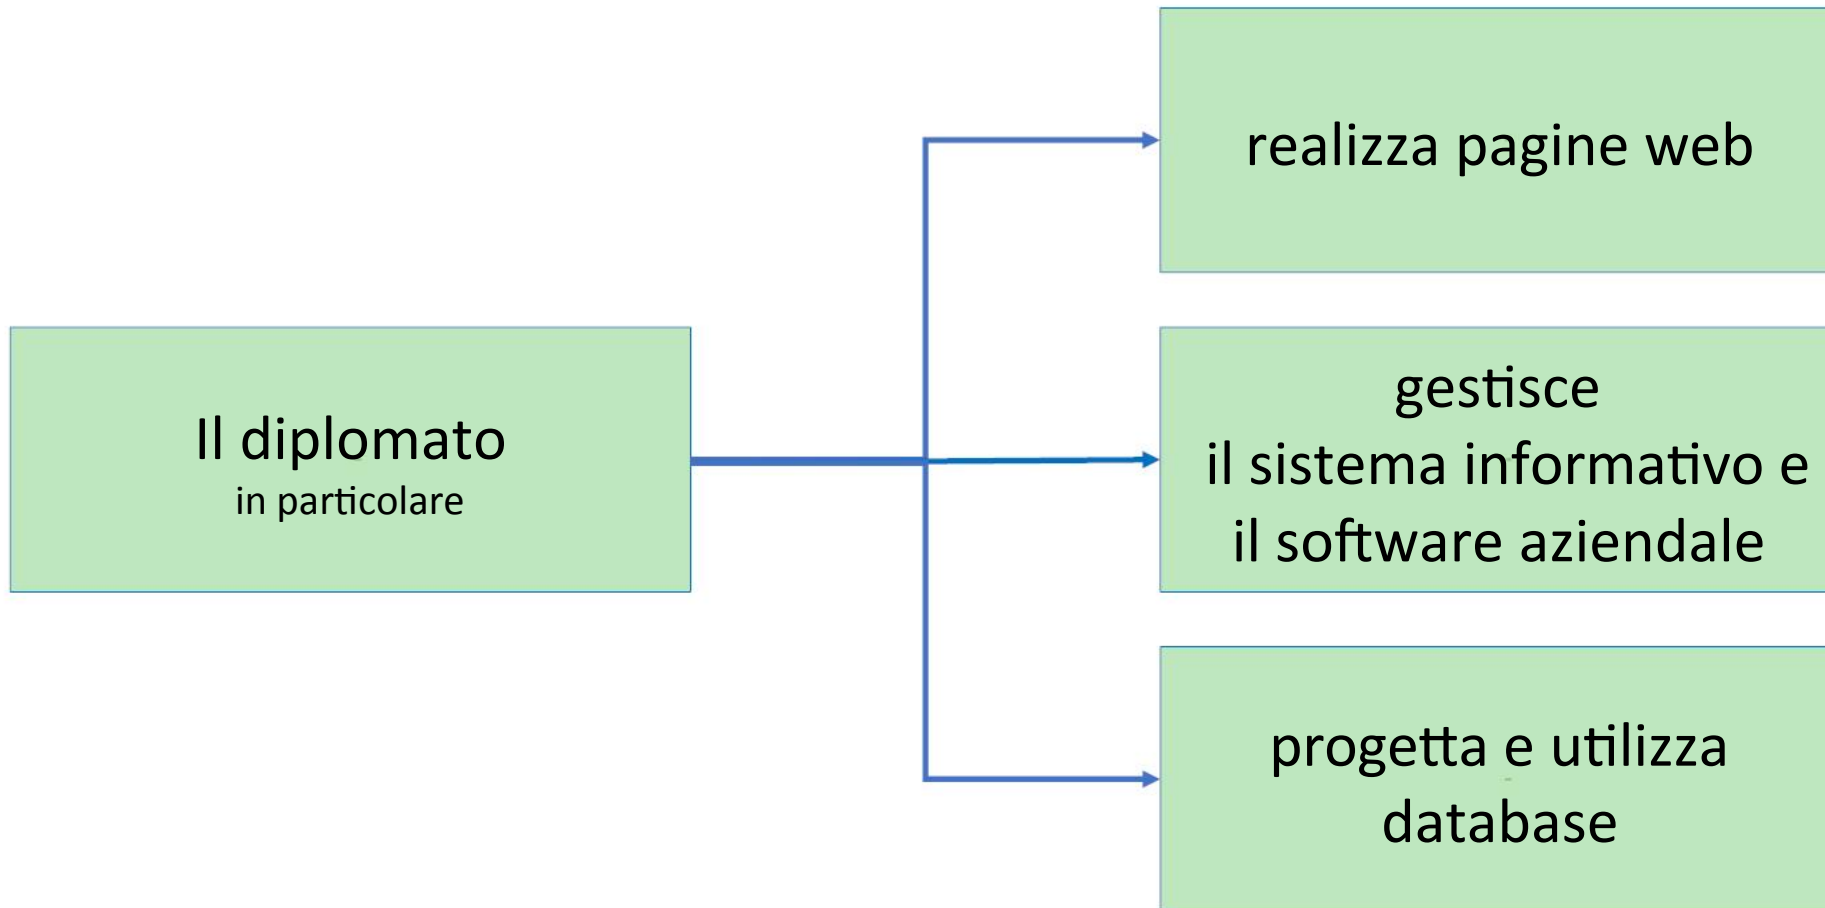 Il diplomato
in particolare
realizza pagine web
gestisce
il sistema informativo e
il software aziendale
progetta e utilizza
database